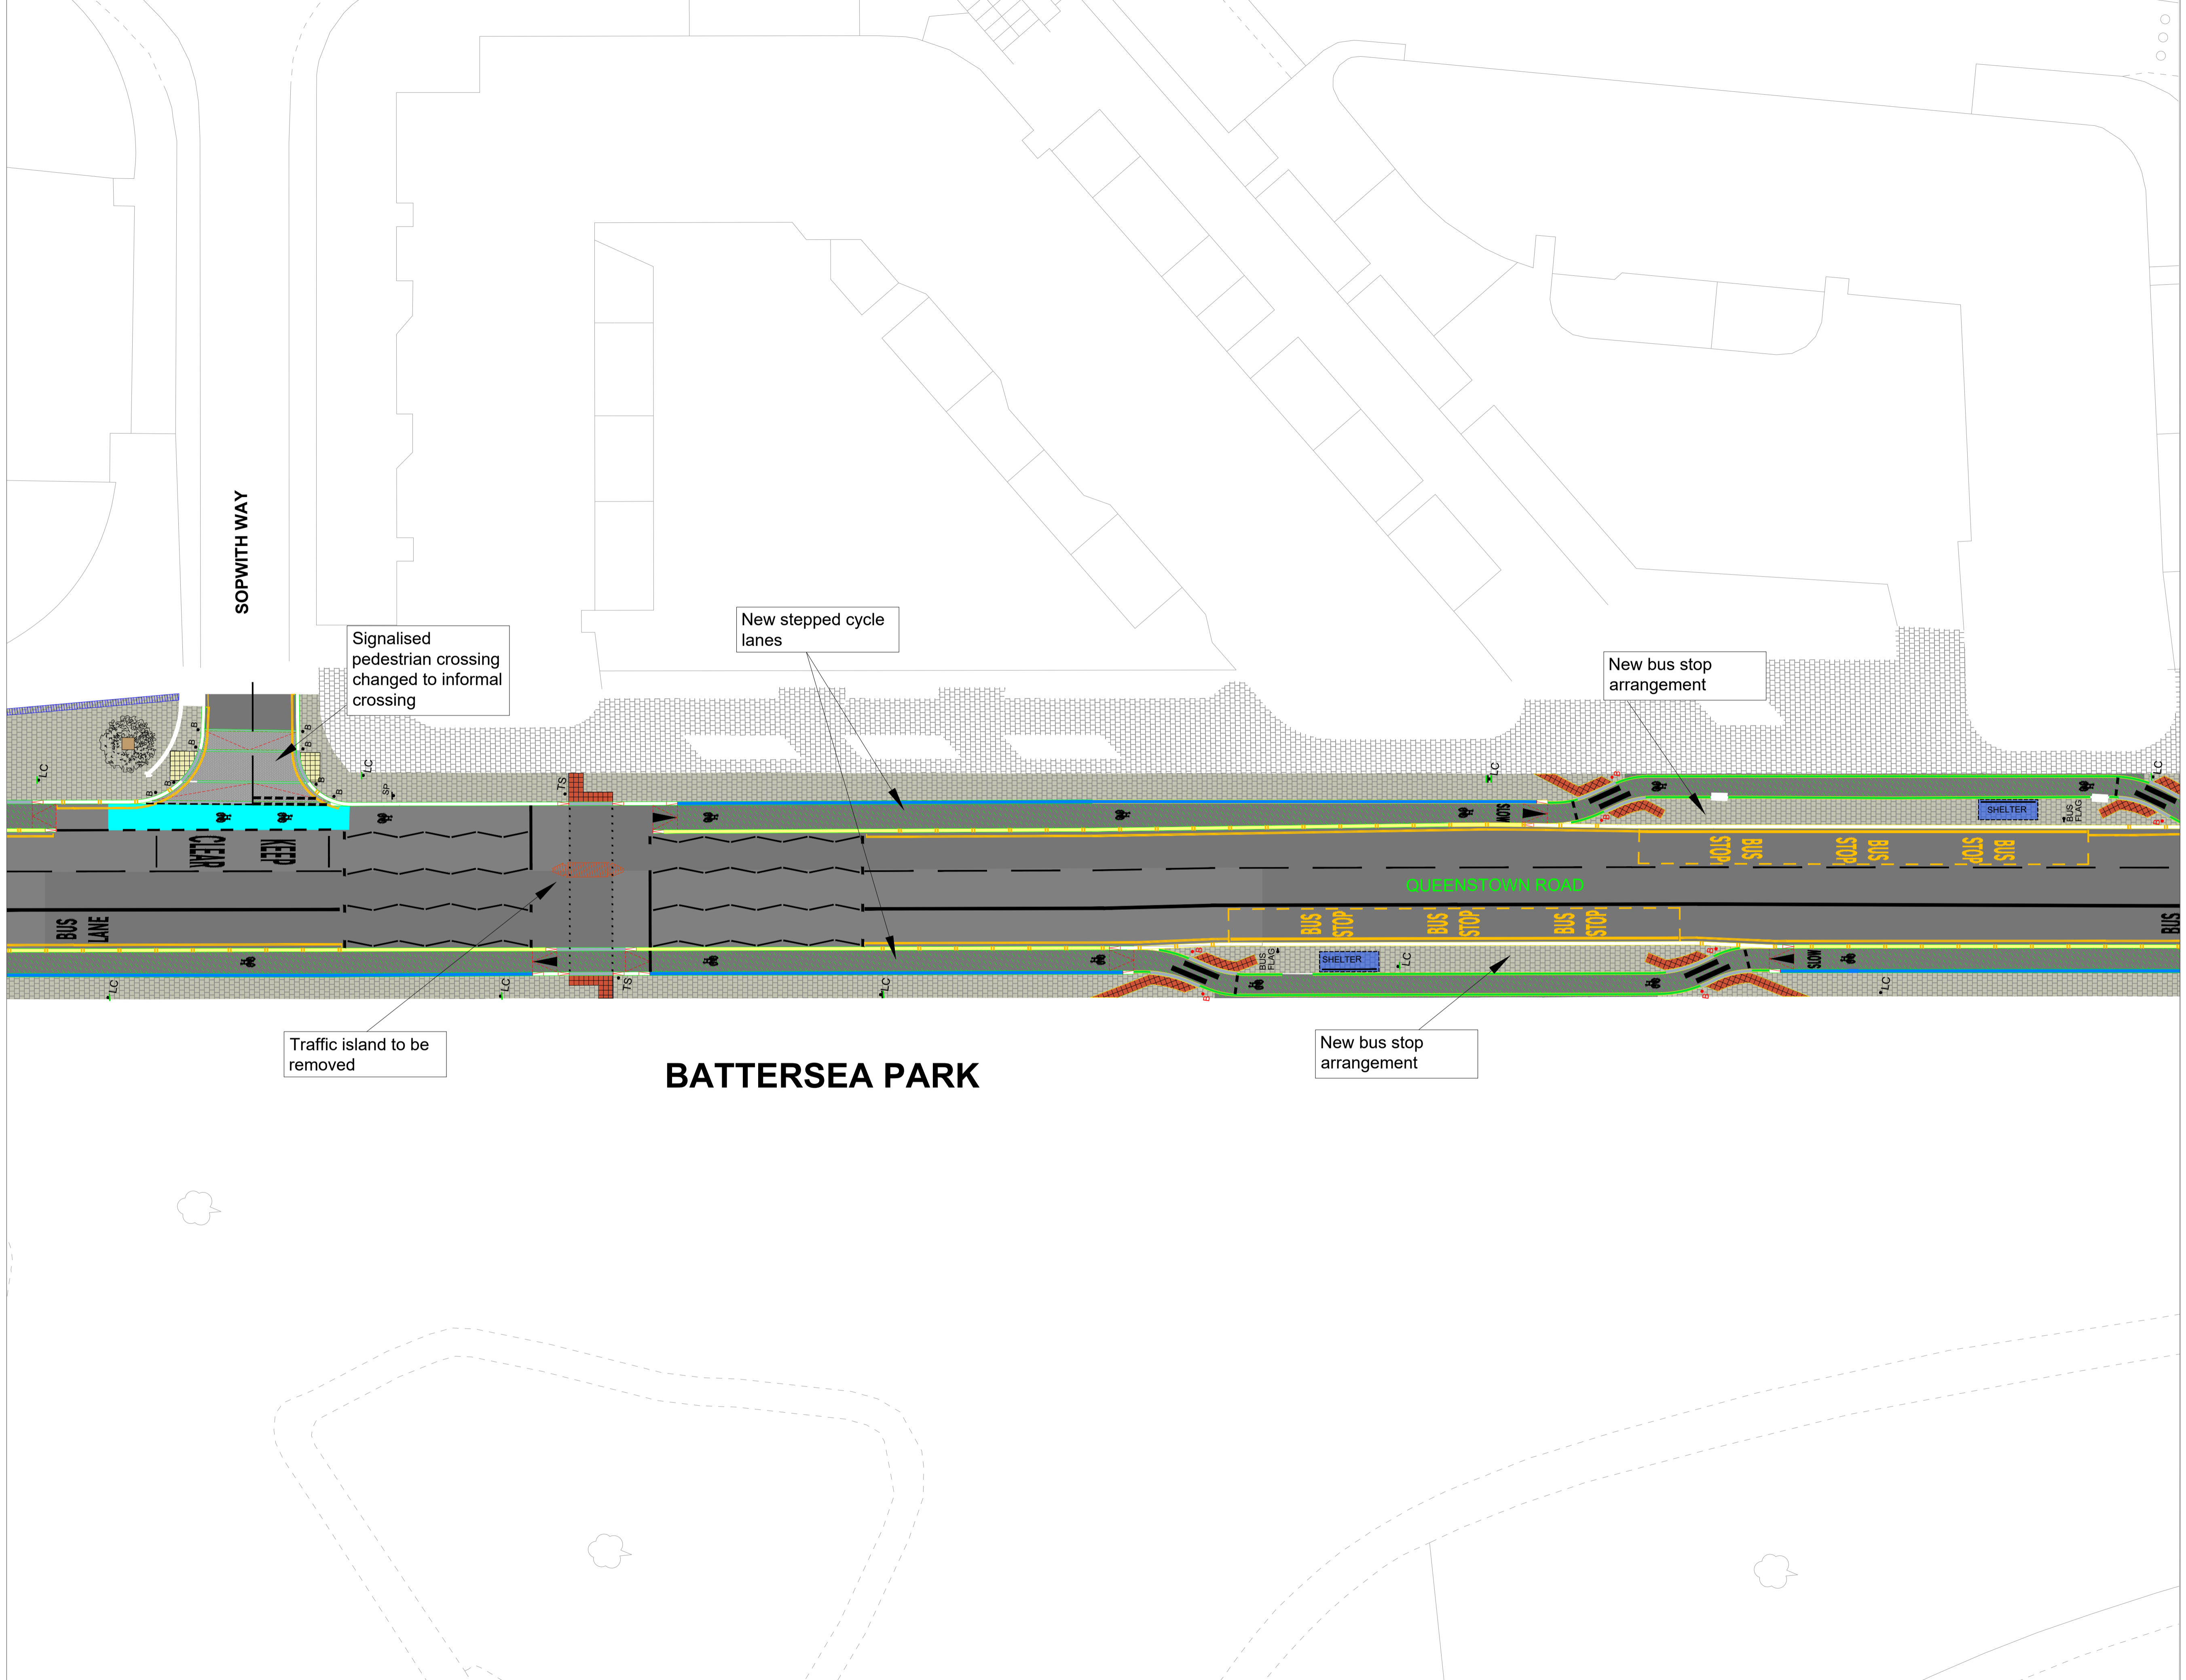 SOPWITH WAY
Signalised
pedestrian crossing
changed to informal
crossing
New stepped cycle
lanes
New bus stop
arrangement
B
B
B
B
B
B
B
B
LC
LC
SP
TS
LC
LC
B
B
B
SLOW
SHELTER
BUS
FLAG
KEEP
CLEAR
BUS
STOP
BUS
STOP
BUS
STOP
QUEENSTOWN ROAD
BUS
LANE
BUS
STOP
BUS
STOP
BUS
STOP
BUS
BUS
FLAG
SHELTER
LC
B
B
B
B
SLOW
LC
LC
TS
LC
LC
Traffic island to be
removed
New bus stop
arrangement
BATTERSEA PARK